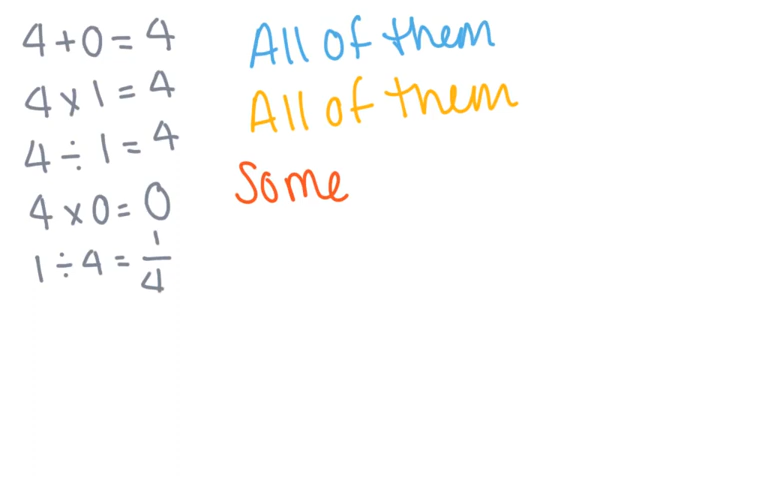 4 + 0 = 4 All of them
4 x 1 = 4 All of them
4 ÷ 1 = 4 Some
4 x 0 = 0
1 ÷ 4 = 1/4